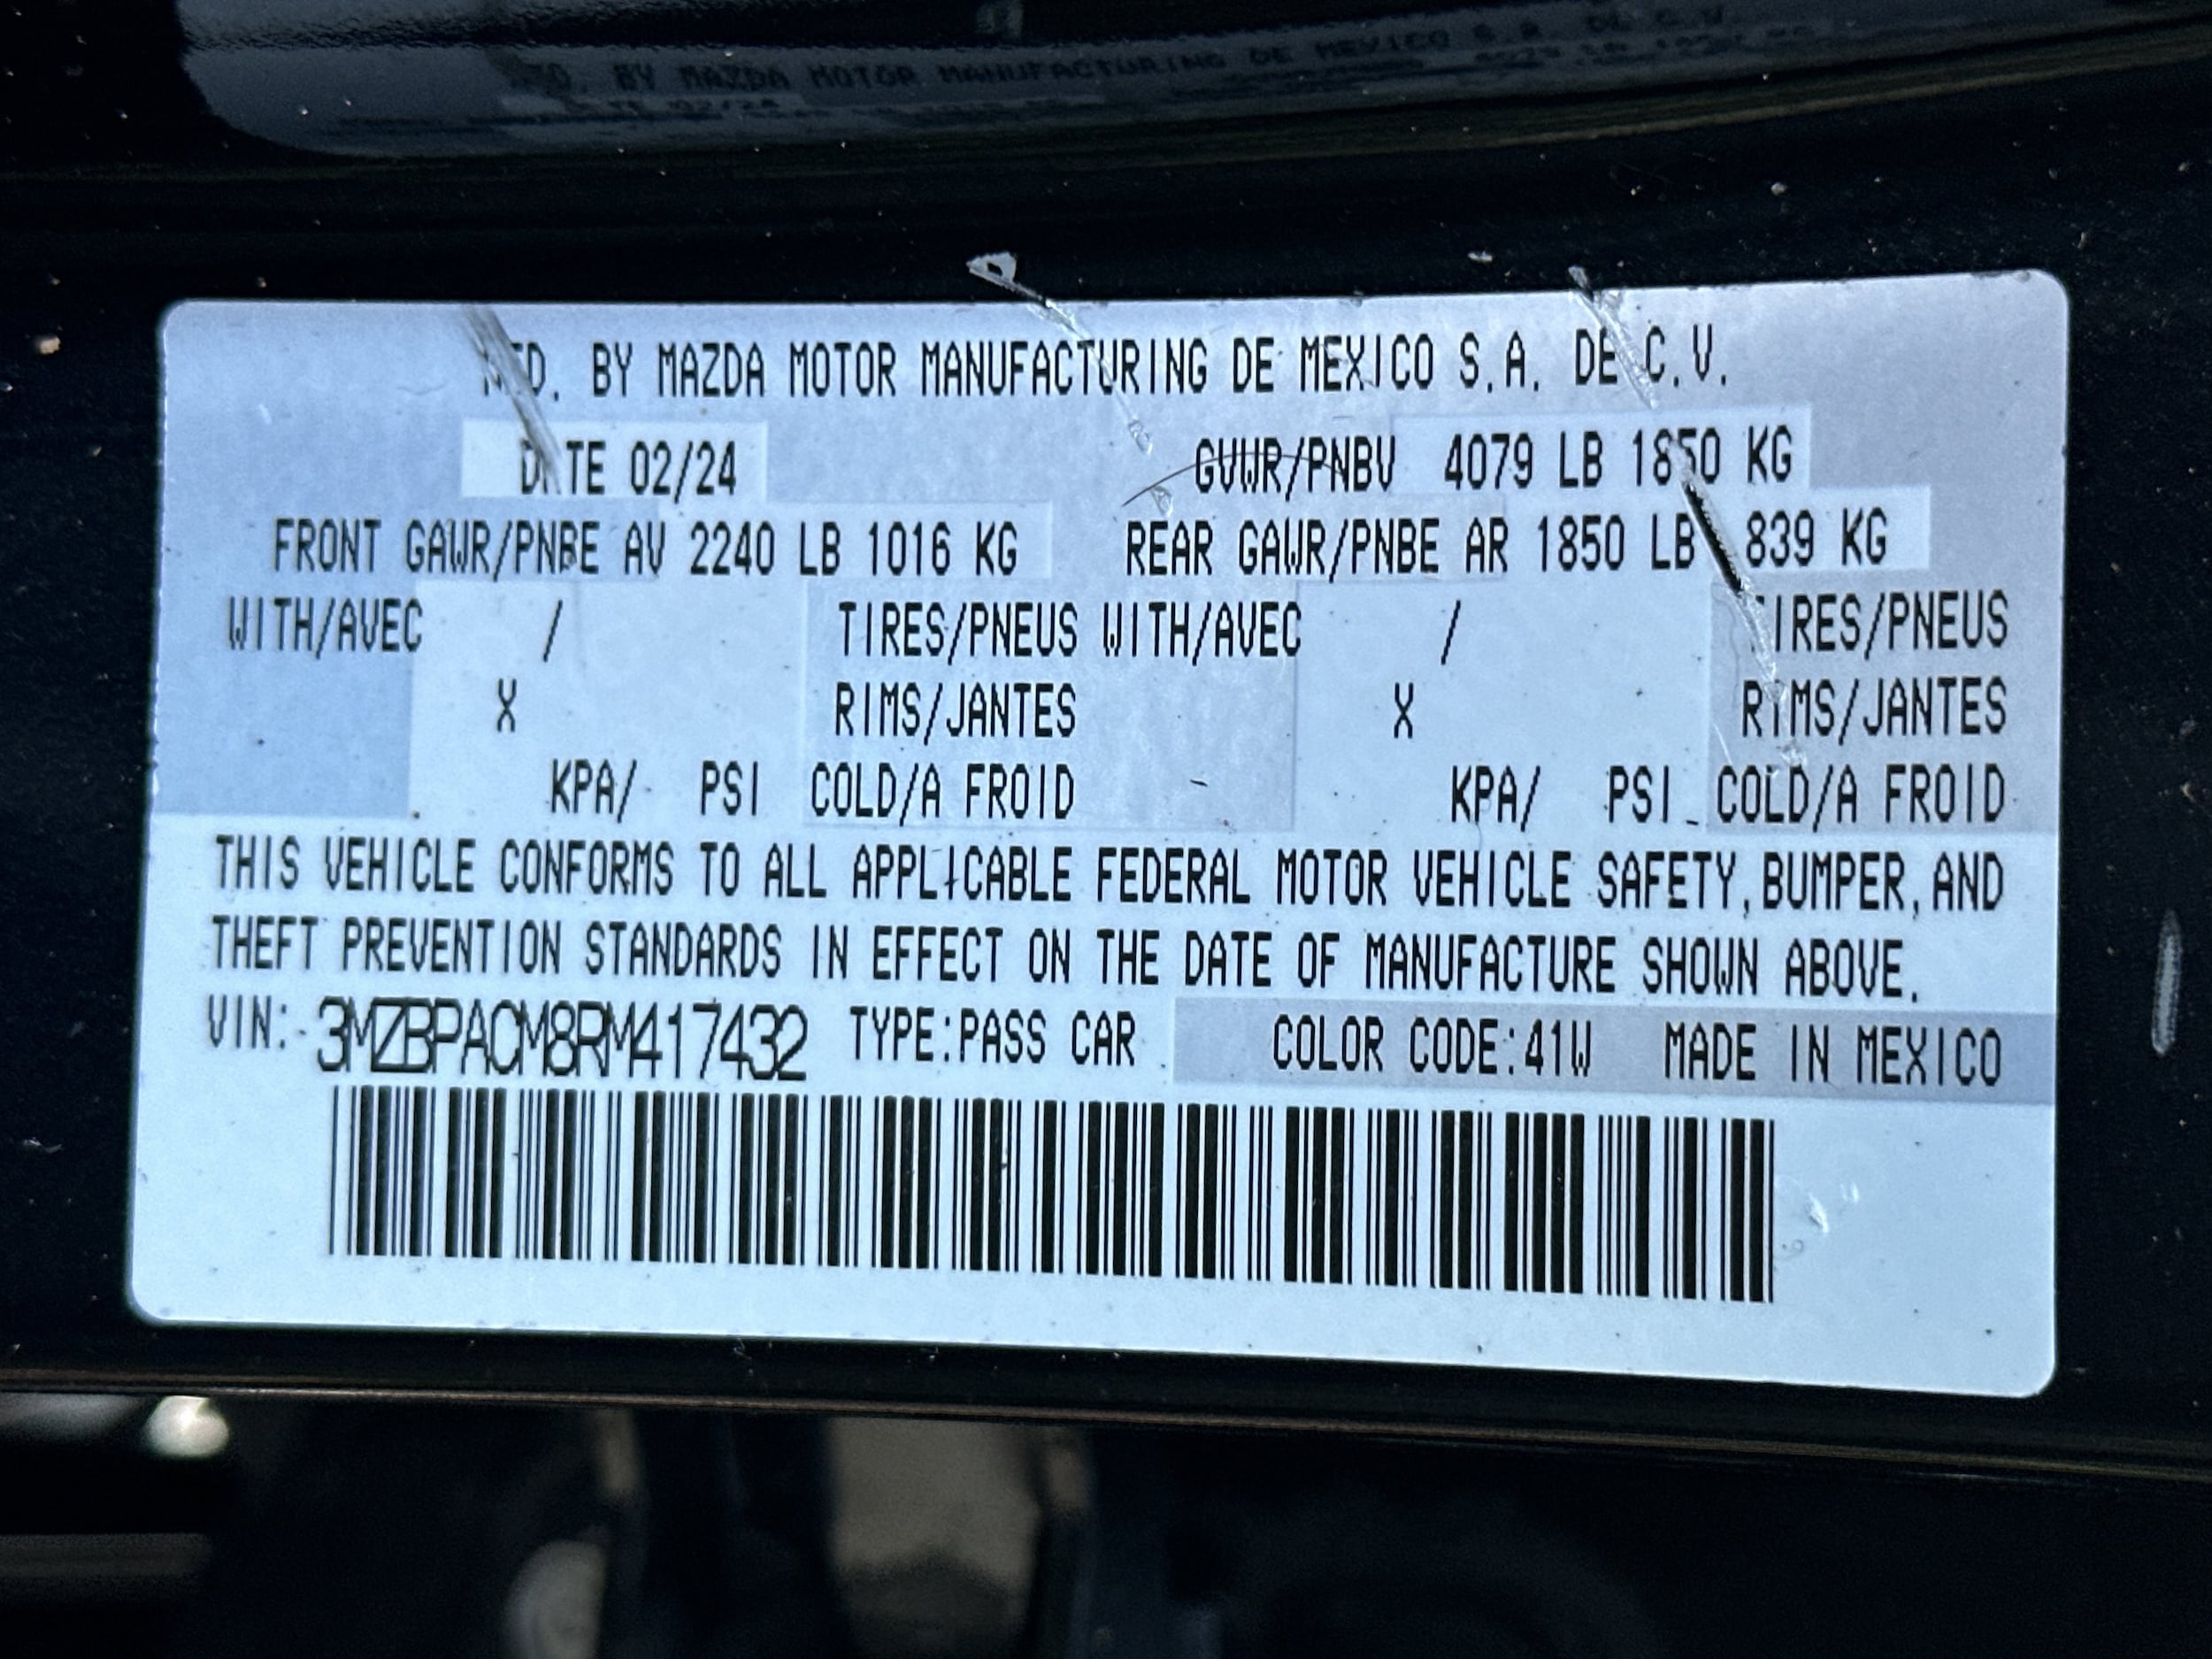 MFD. BY MAZDA MOTOR MANUFACTURING DE MEXICO S.A. DE C.V.
DATE 02/24 GVWR/PNBV 4079 LB 1850 KG
FRONT GAWR/PNBE AV 2240 LB 1016 KG REAR GAWR/PNBE AR 1850 LB 839 KG
WITH/AVEC / TIRES/PNEUS WITH/AVEC / TIRES/PNEUS
X RIMS/JANTES X RIMS/JANTES
KPA/ PSI COLD/A FROID KPA/ PSI COLD/A FROID
THIS VEHICLE CONFORMS TO ALL APPLICABLE FEDERAL MOTOR VEHICLE SAFETY,BUMPER,AND
THEFT PREVENTION STANDARDS IN EFFECT ON THE DATE OF MANUFACTURE SHOWN ABOVE.
VIN: 3MZBPACM8RM417432 TYPE:PASS CAR COLOR CODE:41W MADE IN MEXICO